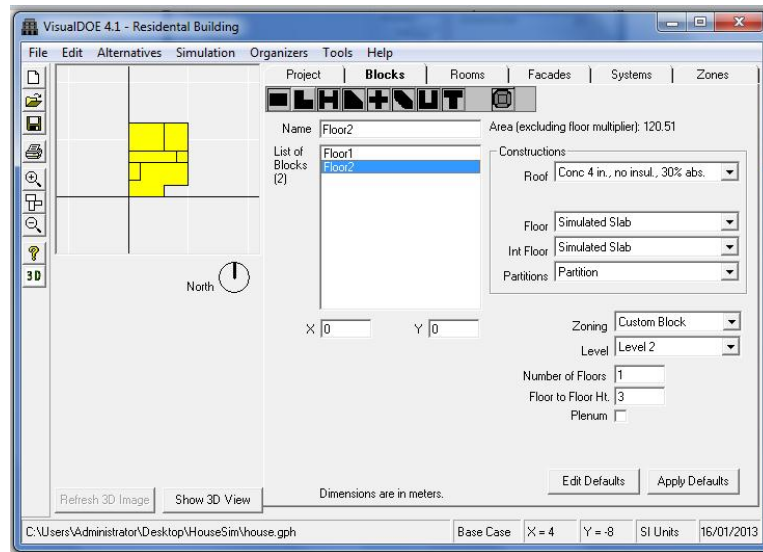 VisualDOE 4.1 - Residental Building
File Edit Alternatives Simulation Organizers Tools Help
Project Blocks Rooms Facades Systems Zones
Name Floor2
Area (excluding floor multiplier): 120.51
List of Blocks (2)
Floor1
Floor2
Constructions
Roof Conc 4 in., no insul., 30% abs.
Floor Simulated Slab
Int Floor Simulated Slab
Partitions Partition
3D
North
X 0 Y 0
Zoning Custom Block
Level Level 2
Number of Floors 1
Floor to Floor Ht. 3
Plenum
Edit Defaults Apply Defaults
Refresh 3D Image Show 3D View
Dimensions are in meters.
C:\Users\Administrator\Desktop\HouseSim\house.gph Base Case X = 4 Y = -8 SI Units 16/01/2013